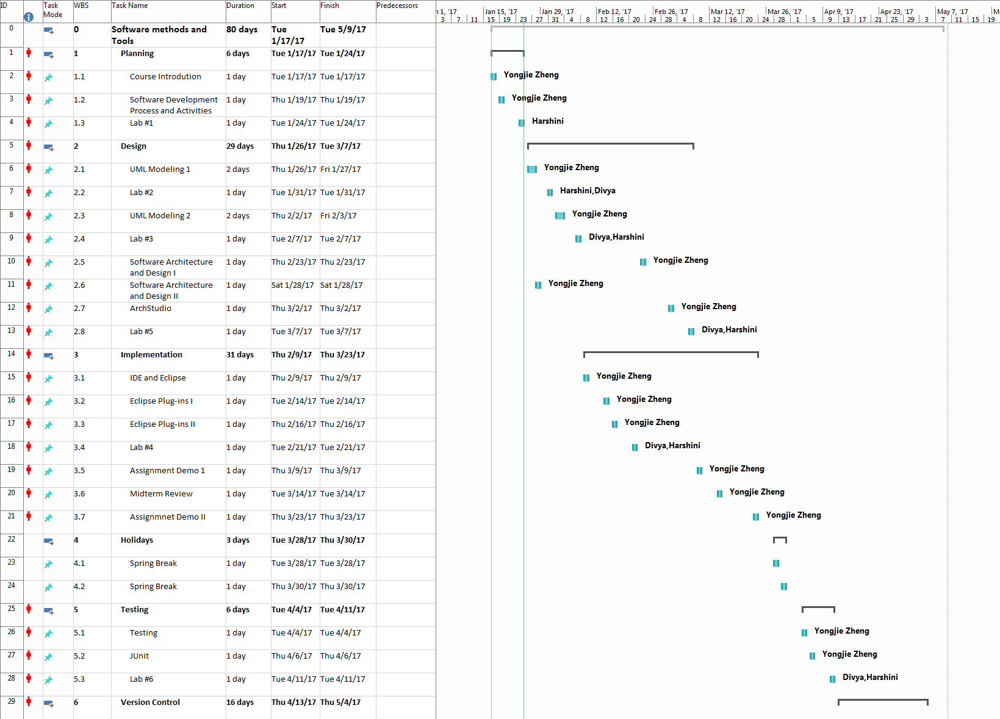 ID Task Mode WBS Task Name Duration Start Finish Predecessors
1, '17 Jan 15, '17 Jan 29, '17 Feb 12, '17 Feb 26, '17 Mar 12, '17 Mar 26, '17 Apr 9, '17 Apr 23, '17 May 7, '17
3 7 11 15 19 23 27 31 4 8 12 16 20 24 28 4 8 12 16 20 24 28 1 5 9 13 17 21 25 29 3 7 11 15 19
0 0 Software methods and Tools 80 days Tue 1/17/17 Tue 5/9/17
1 1 Planning 6 days Tue 1/17/17 Tue 1/24/17
2 1.1 Course Introdution 1 day Tue 1/17/17 Tue 1/17/17 Yongjie Zheng
3 1.2 Software Development Process and Activities 1 day Thu 1/19/17 Thu 1/19/17 Yongjie Zheng
4 1.3 Lab #1 1 day Tue 1/24/17 Tue 1/24/17 Harshini
5 2 Design 29 days Thu 1/26/17 Tue 3/7/17
6 2.1 UML Modeling 1 2 days Thu 1/26/17 Fri 1/27/17 Yongjie Zheng
7 2.2 Lab #2 1 day Tue 1/31/17 Tue 1/31/17 Harshini,Divya
8 2.3 UML Modeling 2 2 days Thu 2/2/17 Fri 2/3/17 Yongjie Zheng
9 2.4 Lab #3 1 day Tue 2/7/17 Tue 2/7/17 Divya,Harshini
10 2.5 Software Architecture and Design I 1 day Thu 2/23/17 Thu 2/23/17 Yongjie Zheng
11 2.6 Software Architecture and Design II 1 day Sat 1/28/17 Sat 1/28/17 Yongjie Zheng
12 2.7 ArchStudio 1 day Thu 3/2/17 Thu 3/2/17 Yongjie Zheng
13 2.8 Lab #5 1 day Tue 3/7/17 Tue 3/7/17 Divya,Harshini
14 3 Implementation 31 days Thu 2/9/17 Thu 3/23/17
15 3.1 IDE and Eclipse 1 day Thu 2/9/17 Thu 2/9/17 Yongjie Zheng
16 3.2 Eclipse Plug-ins I 1 day Tue 2/14/17 Tue 2/14/17 Yongjie Zheng
17 3.3 Eclipse Plug-ins II 1 day Thu 2/16/17 Thu 2/16/17 Yongjie Zheng
18 3.4 Lab #4 1 day Tue 2/21/17 Tue 2/21/17 Divya,Harshini
19 3.5 Assignment Demo 1 1 day Thu 3/9/17 Thu 3/9/17 Yongjie Zheng
20 3.6 Midterm Review 1 day Tue 3/14/17 Tue 3/14/17 Yongjie Zheng
21 3.7 Assignmnet Demo II 1 day Thu 3/23/17 Thu 3/23/17 Yongjie Zheng
22 4 Holidays 3 days Tue 3/28/17 Thu 3/30/17
23 4.1 Spring Break 1 day Tue 3/28/17 Tue 3/28/17
24 4.2 Spring Break 1 day Thu 3/30/17 Thu 3/30/17
25 5 Testing 6 days Tue 4/4/17 Tue 4/11/17
26 5.1 Testing 1 day Tue 4/4/17 Tue 4/4/17 Yongjie Zheng
27 5.2 JUnit 1 day Thu 4/6/17 Thu 4/6/17 Yongjie Zheng
28 5.3 Lab #6 1 day Tue 4/11/17 Tue 4/11/17 Divya,Harshini
29 6 Version Control 16 days Thu 4/13/17 Thu 5/4/17